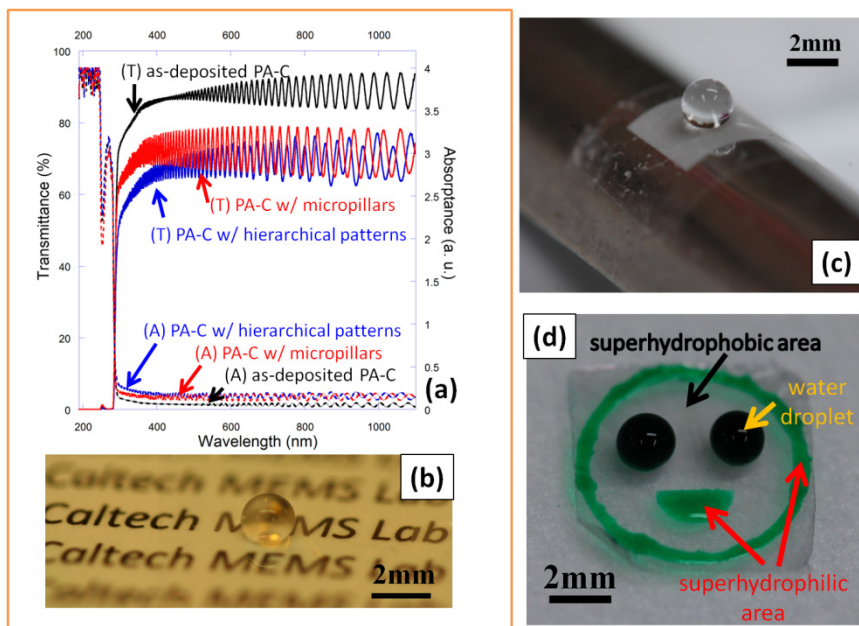 200 400 600 800 1000
100
80
60
40
20
0
Transmittance (%)
4
3.5
3
2.5
2
1.5
1
0.5
0
Absorptance (a. u.)
(T) as-deposited PA-C
(T) PA-C w/ micropillars
(T) PA-C w/ hierarchical patterns
(A) PA-C w/ hierarchical patterns
(A) PA-C w/ micropillars
(A) as-deposited PA-C
(a)
200 400 600 800 1000
Wavelength (nm)
(b)
Caltech MEMS Lab
Caltech MEMS Lab
Caltech MEMS Lab
2mm
2mm
(c)
(d)
superhydrophobic area
water
droplet
2mm
superhydrophilic
area